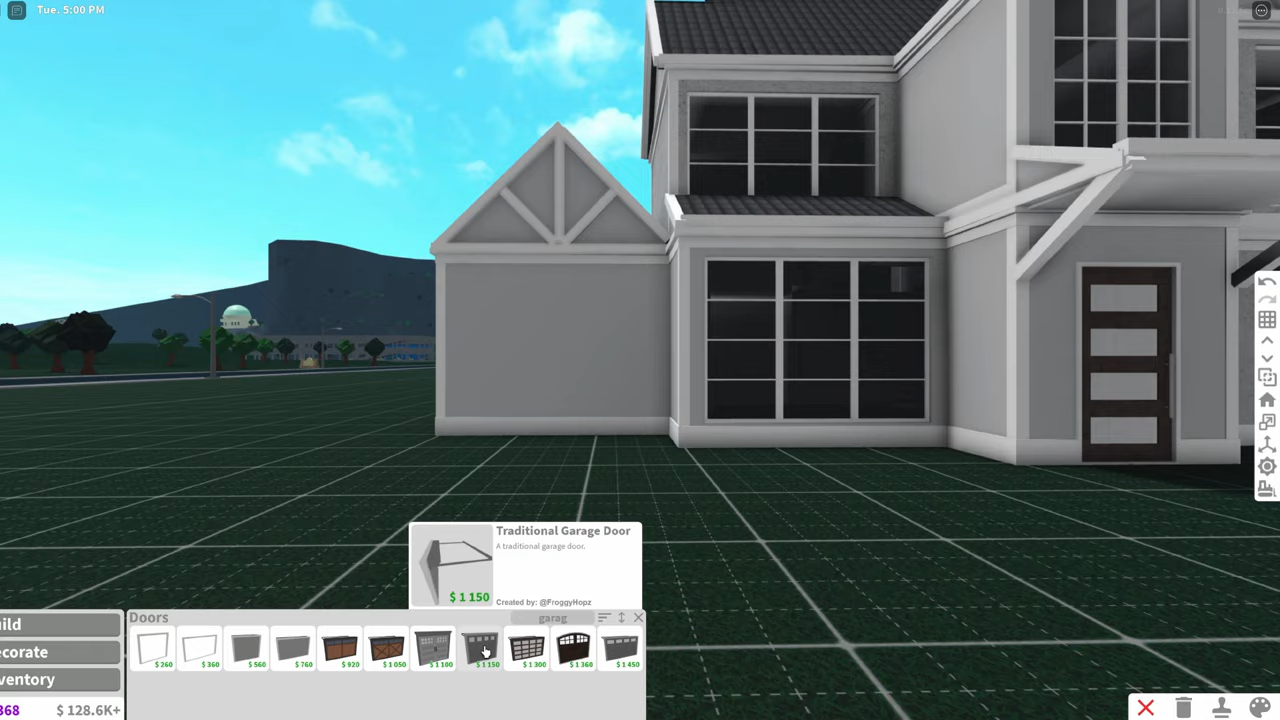 Tue. 5:00 PM
Traditional Garage Door
A traditional garage door.
$ 1 150
Created by: @FroggyHopz
Doors
garag
$ 260
$ 360
$ 560
$ 760
$ 920
$ 1 050
$ 1 100
$ 1 150
$ 1 300
$ 1 360
$ 1 450
ild
ecorate
ventory
368
$ 128.6K+